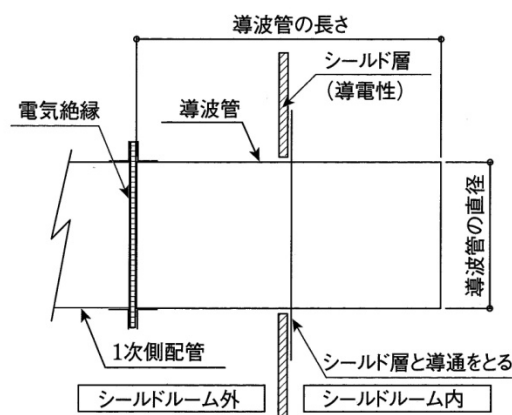 導波管の長さ
シールド層
(導電性)
電気絶縁
導波管
導波管の直径
1次側配管
シールド層と導通をとる
シールドルーム外
シールドルーム内